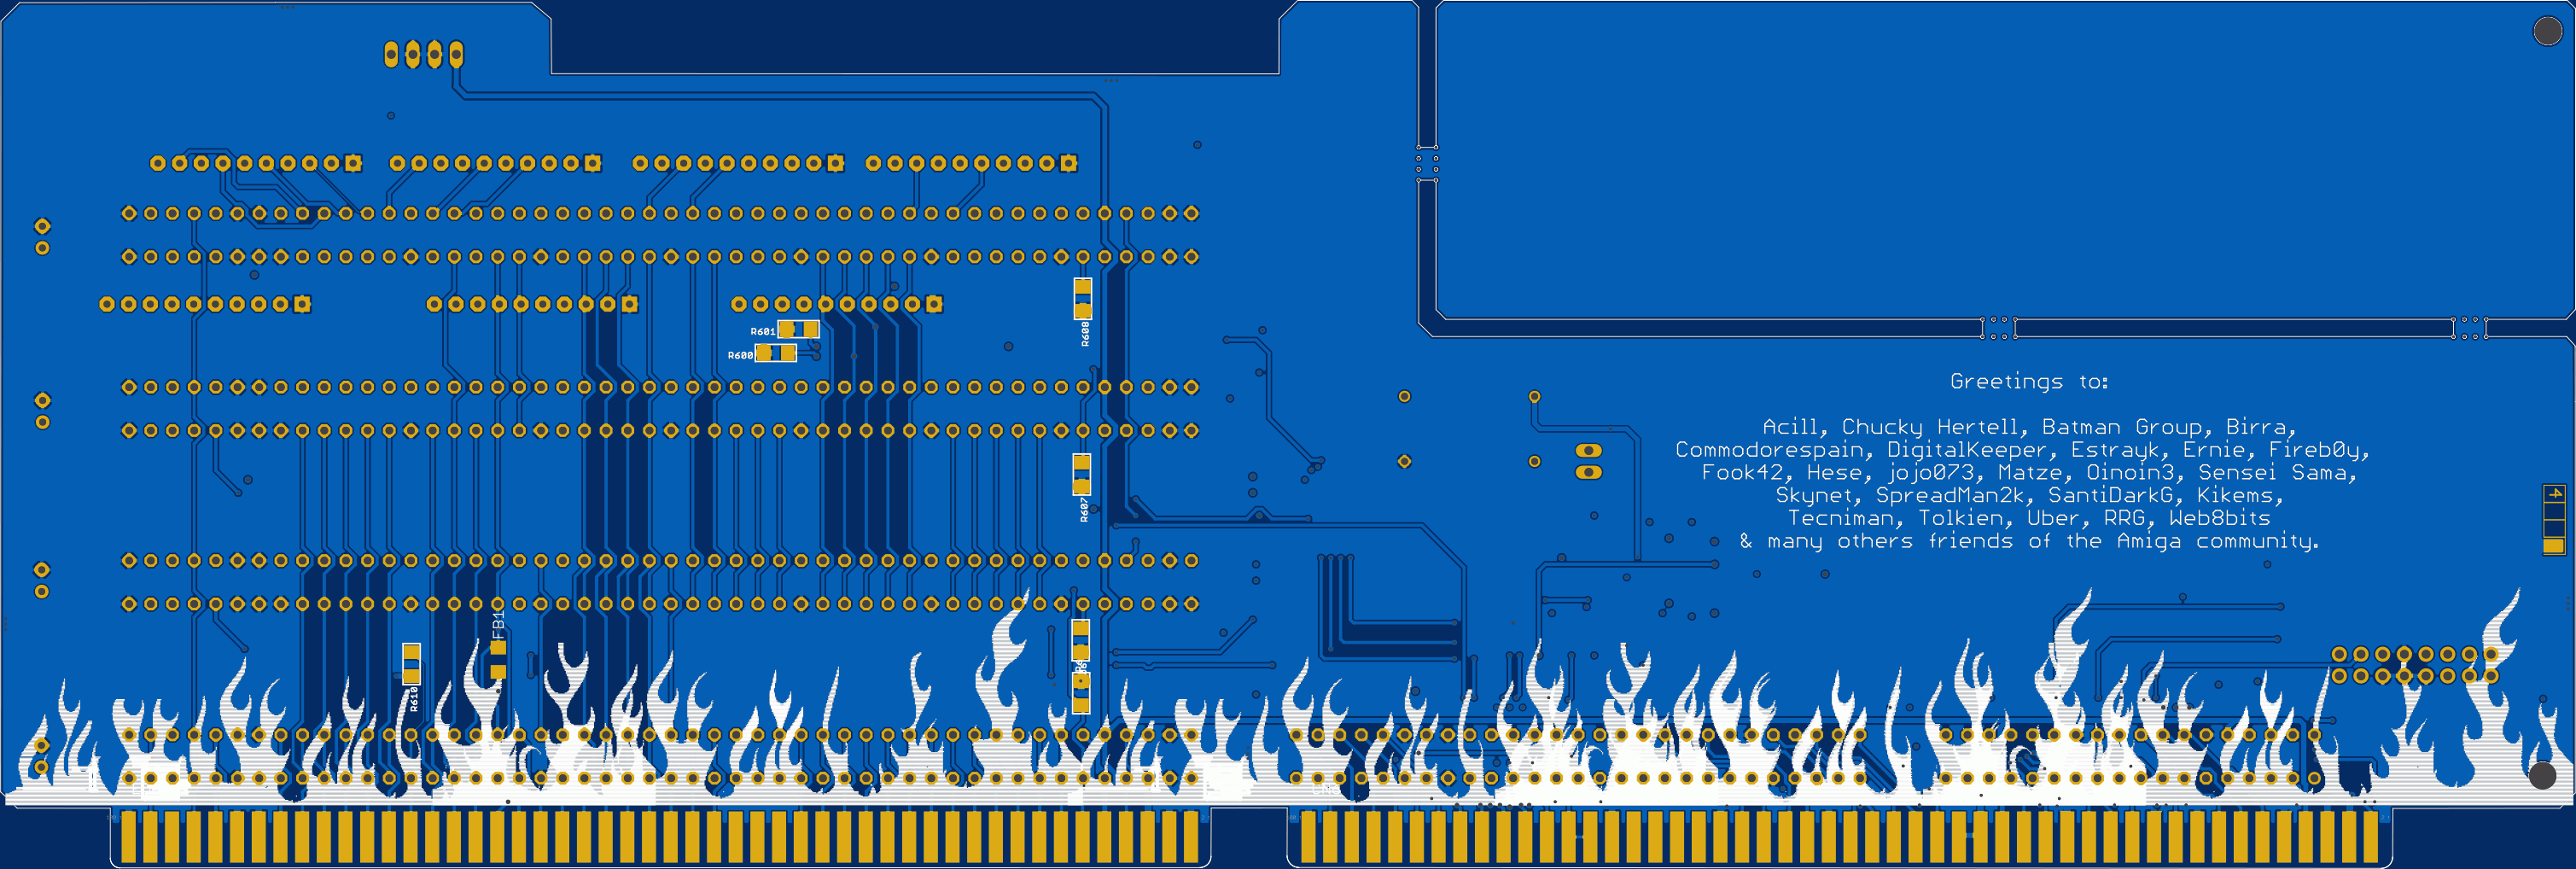 R601
R600
R608
Greetings to:
Acill, Chucky Hertell, Batman Group, Birra,
Commodorespain, DigitalKeeper, Estrayk, Ernie, Fireb0y,
Fook42, Hese, jojo073, Matze, Oinoin3, Sensei Sama,
Skynet, SpreadMan2k, SantiDarkG, Kikems,
Tecniman, Tolkien, Uber, RRG, Web8bits
& many others friends of the Amiga community.
R607
4
FB1
R610